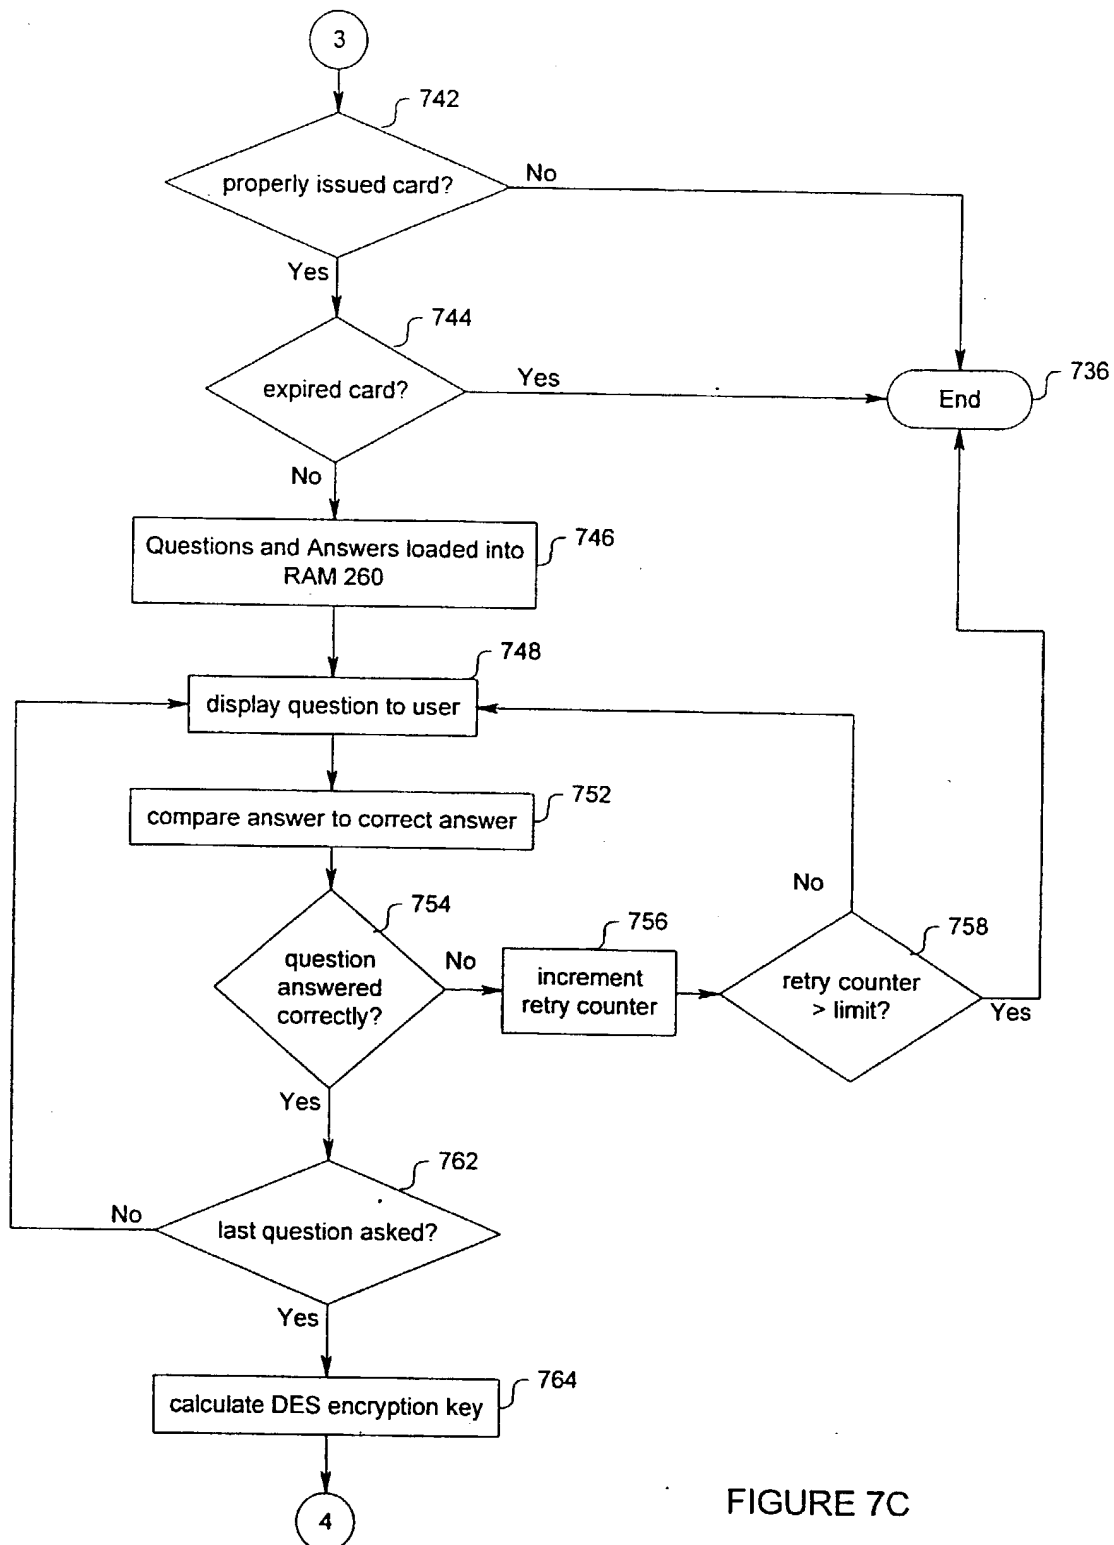 3
742
properly issued card?
No
Yes
744
expired card?
Yes
736
End
No
746
Questions and Answers loaded into
RAM 260
748
display question to user
752
compare answer to correct answer
No
754
756
758
question
answered
correctly?
No
increment
retry counter
retry counter
> limit?
Yes
Yes
762
No
last question asked?
Yes
764
calculate DES encryption key
4
FIGURE 7C